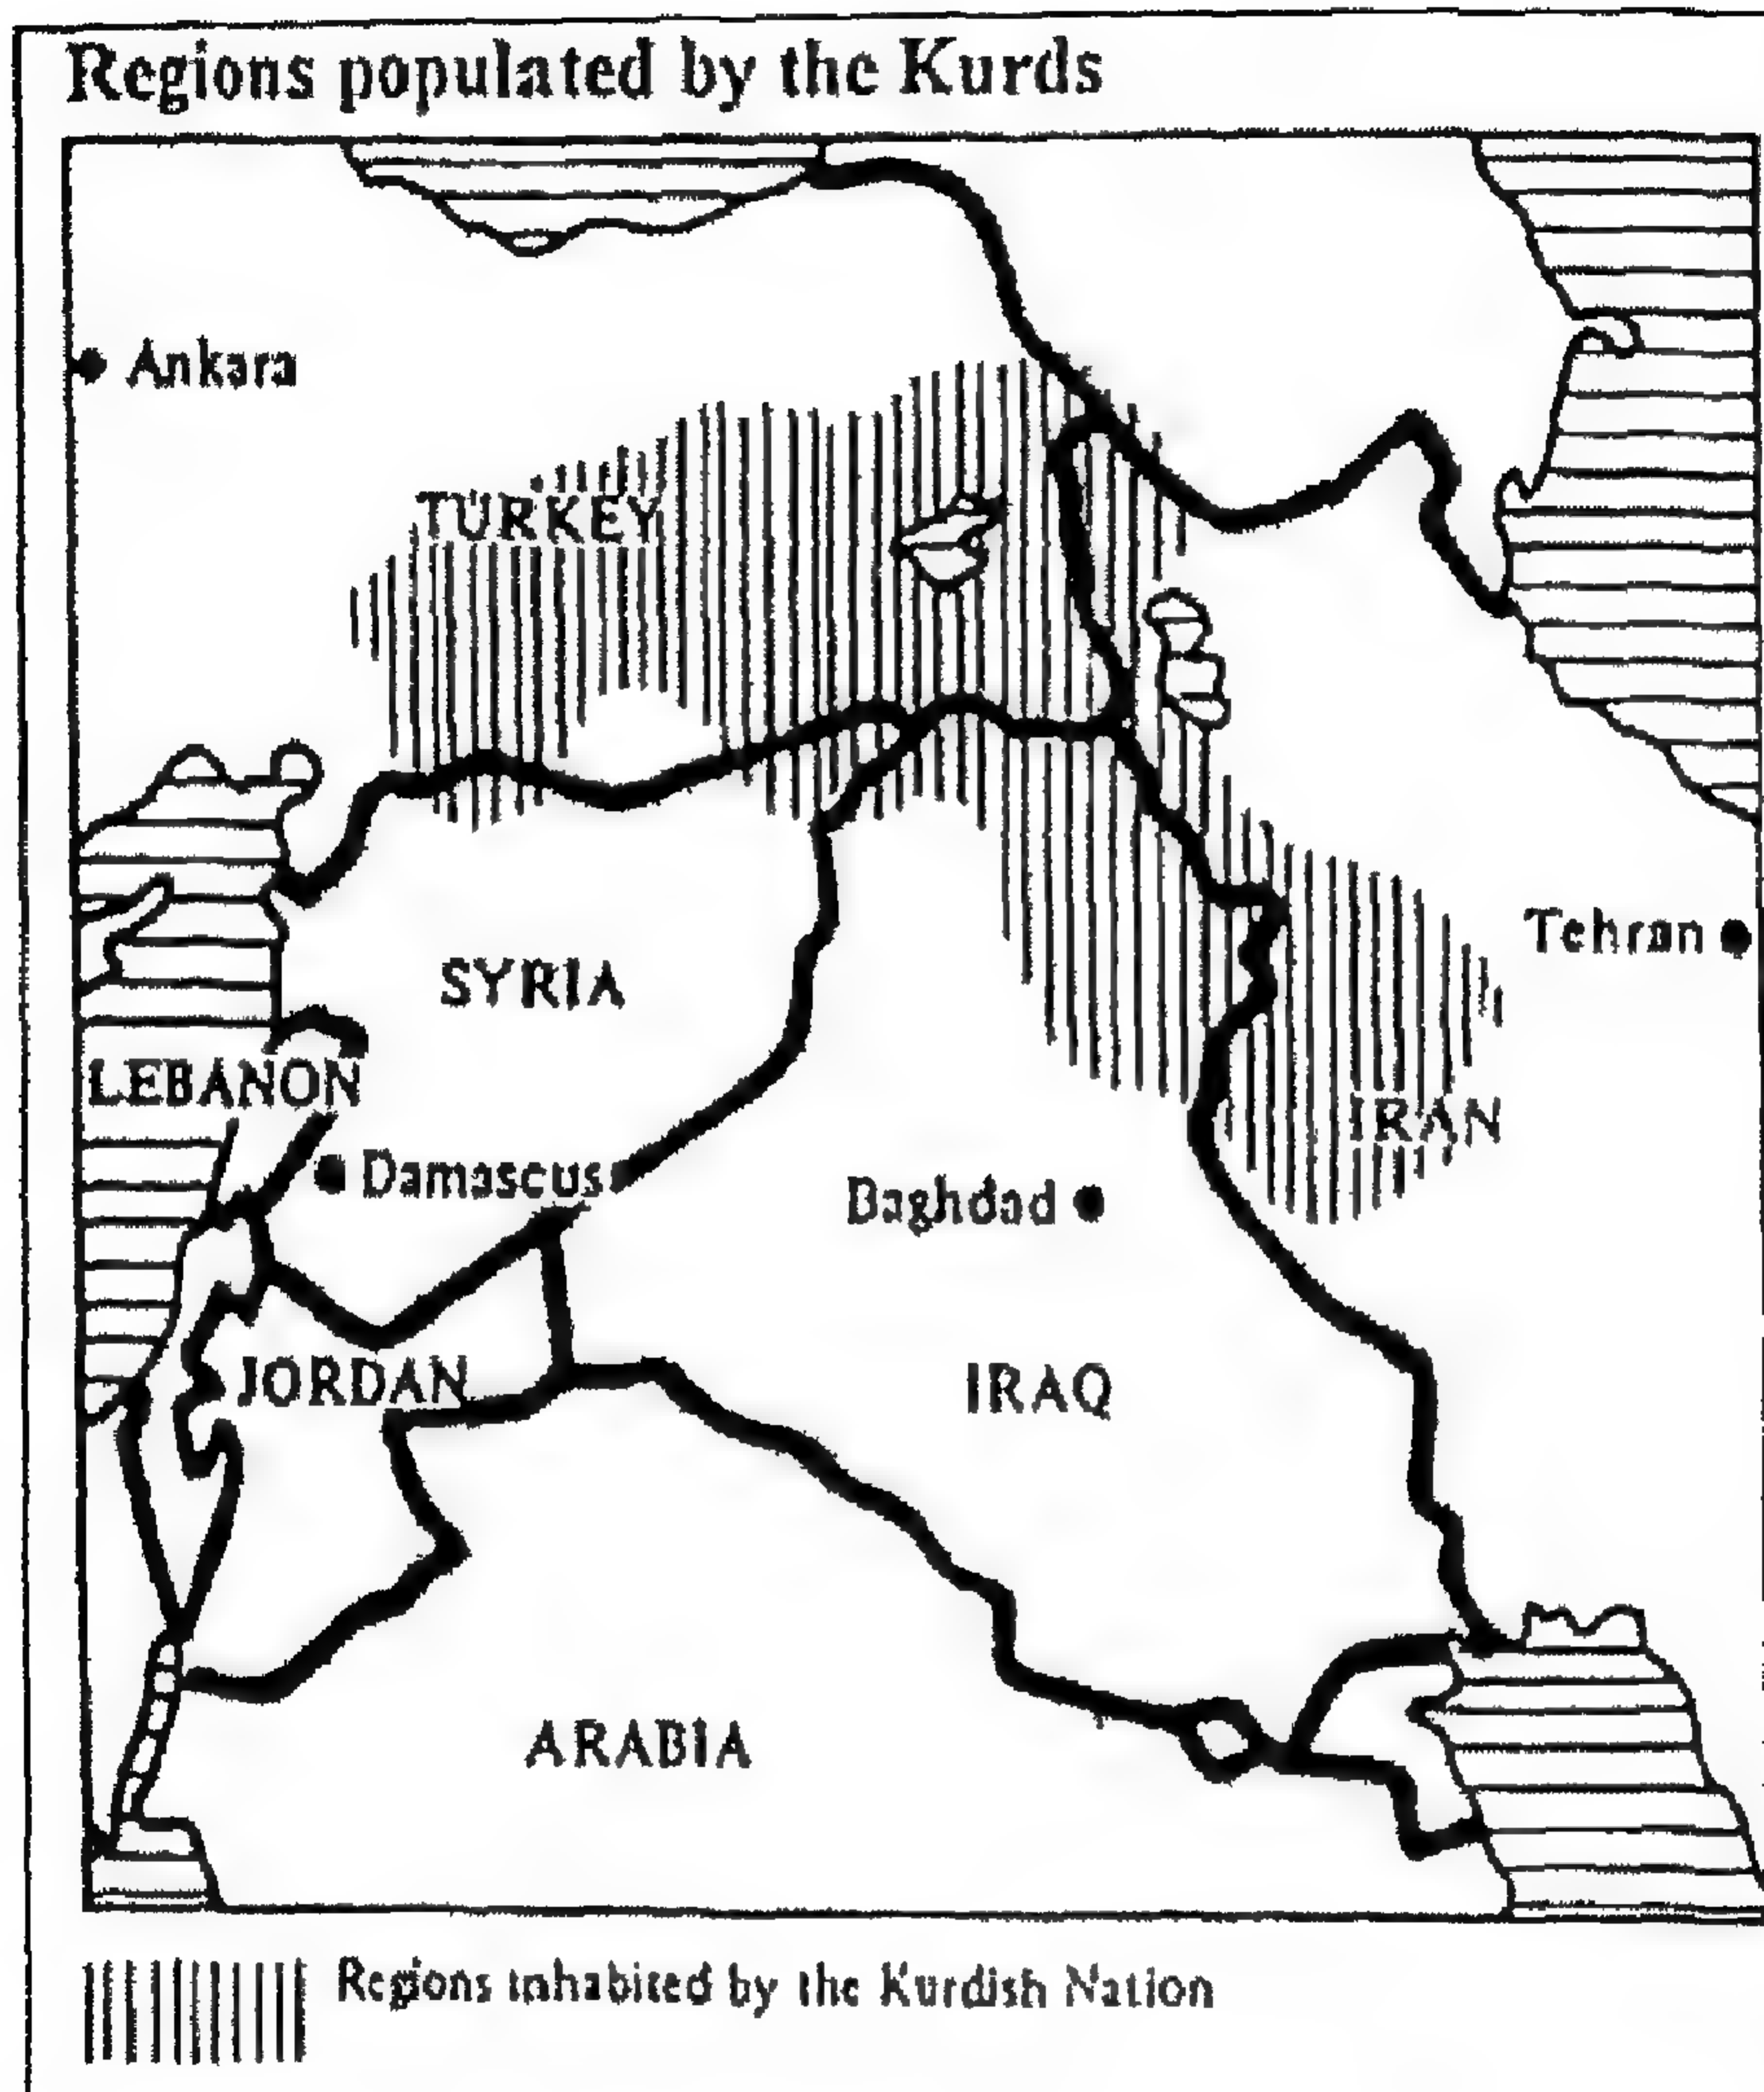 Regions populated by the Kurds
Ankara
TURKEY
Tehran
SYRIA
LEBANON
IRAN
Damascus
Baghdad
JORDAN
IRAQ
ARABIA
Regions inhabited by the Kurdish Nation